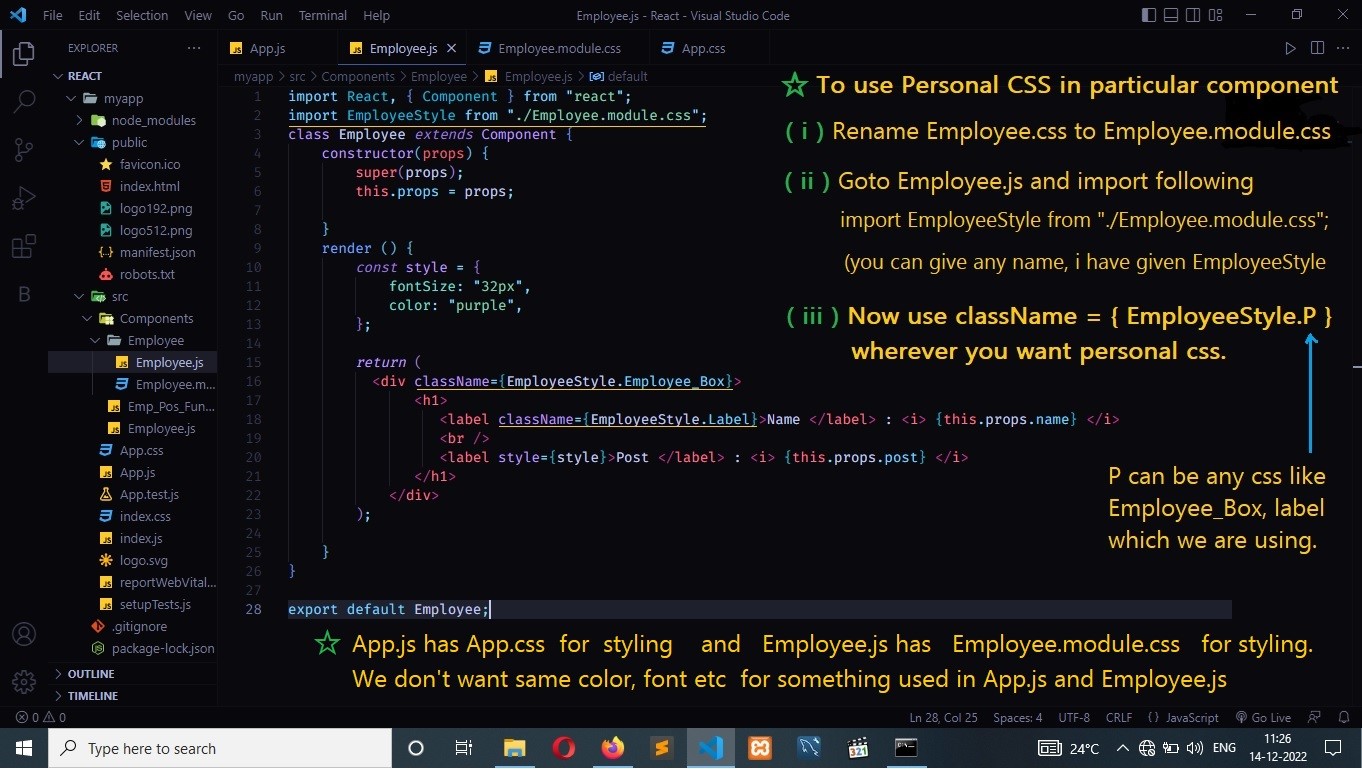 File Edit Selection View Go Run Terminal Help
Employee.js - React - Visual Studio Code
EXPLORER
REACT
myapp
node_modules
public
favicon.ico
index.html
logo192.png
logo512.png
manifest.json
robots.txt
src
Components
Employee
Employee.js
Employee.m...
Emp_Pos_Fun...
Employee.js
App.css
App.js
App.test.js
index.css
index.js
logo.svg
reportWebVital...
setupTests.js
.gitignore
package-lock.json
OUTLINE
TIMELINE
App.js Employee.js Employee.module.css App.css
myapp > src > Components > Employee > Employee.js > default
1 import React, { Component } from "react";
2 import EmployeeStyle from "./Employee.module.css";
3 class Employee extends Component {
4 constructor(props) {
5 super(props);
6 this.props = props;
7
8 }
9 render () {
10 const style = {
11 fontSize: "32px",
12 color: "purple",
13 };
14
15 return (
16 <div className={EmployeeStyle.Employee_Box}>
17 <h1>
18 <label className={EmployeeStyle.Label}>Name </label> : <i> {this.props.name} </i>
19 <br />
20 <label style={style}>Post </label> : <i> {this.props.post} </i>
21 </h1>
22 </div>
23 );
24
25 }
26 }
27
28 export default Employee;
☆ To use Personal CSS in particular component
( i ) Rename Employee.css to Employee.module.css
( ii ) Goto Employee.js and import following
import EmployeeStyle from "./Employee.module.css";
(you can give any name, i have given EmployeeStyle
( iii ) Now use className = { EmployeeStyle.P }
wherever you want personal css.
P can be any css like
Employee_Box, label
which we are using.
☆ App.js has App.css for styling and Employee.js has Employee.module.css for styling.
We don't want same color, font etc for something used in App.js and Employee.js
0 0
Ln 28, Col 25 Spaces: 4 UTF-8 CRLF {} JavaScript Go Live
Type here to search
24°C ENG
11:26
14-12-2022